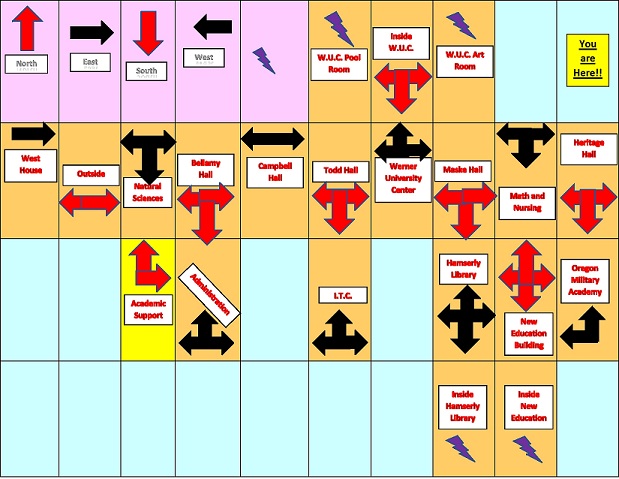 North
East
South
West
W.U.C. Pool
Room
Inside
W.U.C.
W.U.C. Art
Room
You
are
Here!!
West
House
Outside
Natural
Sciences
Bellamy
Hall
Campbell
Hall
Todd Hall
Werner
University
Center
Maske Hall
Math and
Nursing
Heritage
Hall
Academic
Support
Administration
I.T.C.
Hamserly
Library
New
Education
Building
Oregon
Military
Academy
Inside
Hamserly
Library
Inside
New
Education